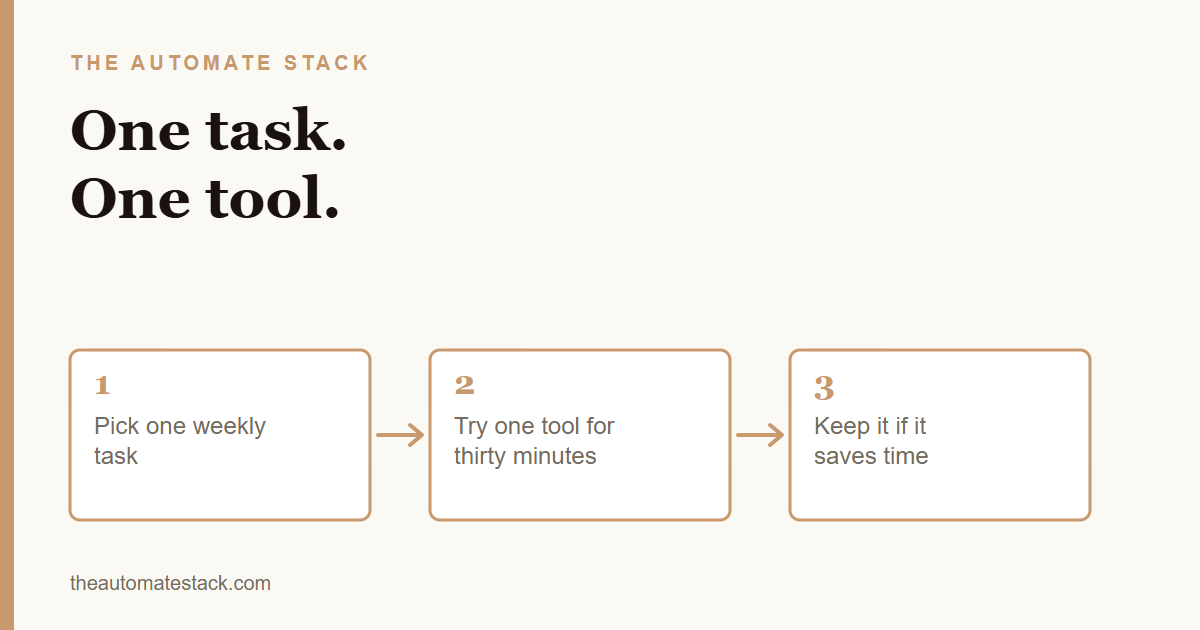 THE AUTOMATE STACK
One task.
One tool.
1
Pick one weekly
task
2
Try one tool for
thirty minutes
3
Keep it if it
saves time
theautomatestack.com